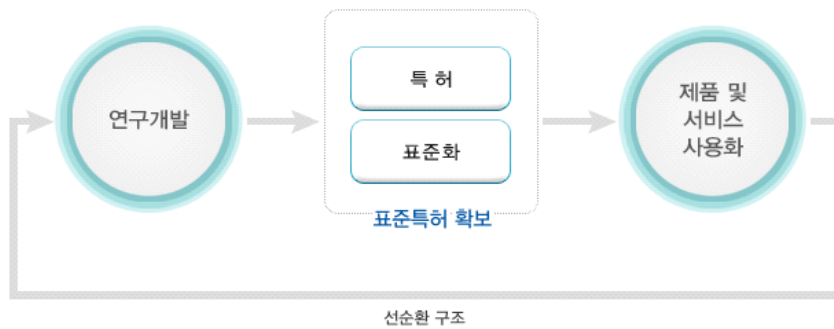 연구개발
특 허
표준화
표준특허 확보
제품 및
서비스
사용화
선순환 구조